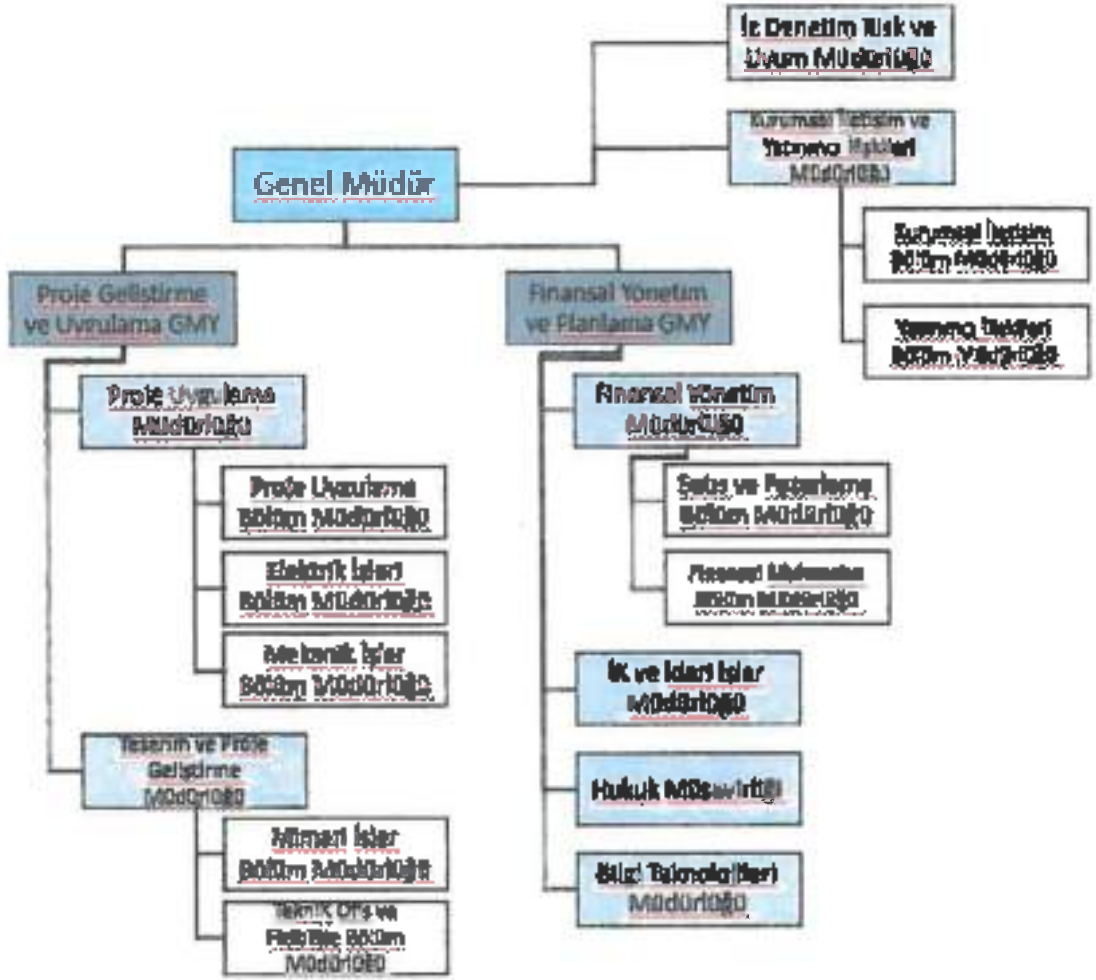 İç Denetim Risk ve
Uyum Müdürlüğü
Kurumsal İletişim ve
Yatırımcı İlişkileri
Müdürlüğü
Genel Müdür
Kurumsal İletişim
Bölüm Müdürlüğü
Proje Geliştirme
ve Uygulama GMY
Finansal Yönetim
ve Planlama GMY
Yatırımcı İlişkileri
Bölüm Müdürlüğü
Proje Uygulama
Müdürlüğü
Finansal Yönetim
Müdürlüğü
Proje Uygulama
Bölüm Müdürlüğü
Satış ve Pazarlama
Bölüm Müdürlüğü
Elektrik İşleri
Bölüm Müdürlüğü
Finansal
Bölüm Müdürlüğü
Mekanik İşler
Bölüm Müdürlüğü
İK ve İdari İşler
Müdürlüğü
Tasarım ve Proje
Geliştirme
Müdürlüğü
Hukuk Müşavirliği
Mimari İşler
Bölüm Müdürlüğü
Bilgi Teknolojileri
Müdürlüğü
Teknik Ofis ve
Fizibilite Bölüm
Müdürlüğü